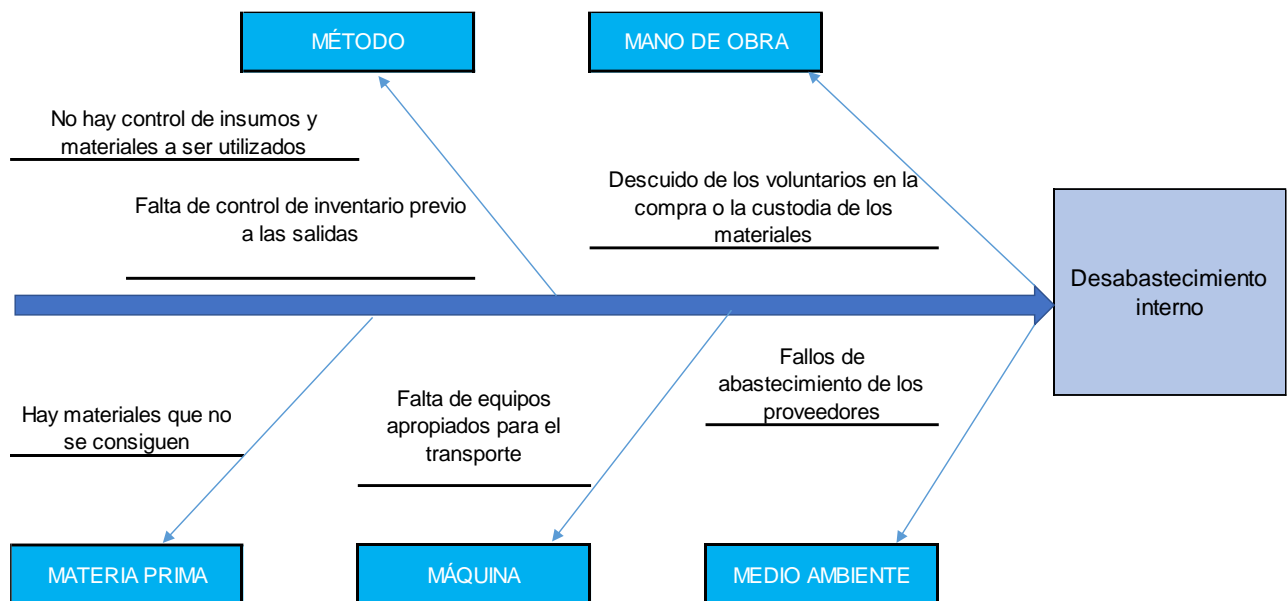 MÉTODO
MANO DE OBRA
No hay control de insumos y
materiales a ser utilizados
Falta de control de inventario previo
a las salidas
Descuido de los voluntarios en la
compra o la custodia de los
materiales
Desabastecimiento
interno
Hay materiales que no
se consiguen
Falta de equipos
apropiados para el
transporte
Fallos de
abastecimiento de los
proveedores
MATERIA PRIMA
MÁQUINA
MEDIO AMBIENTE